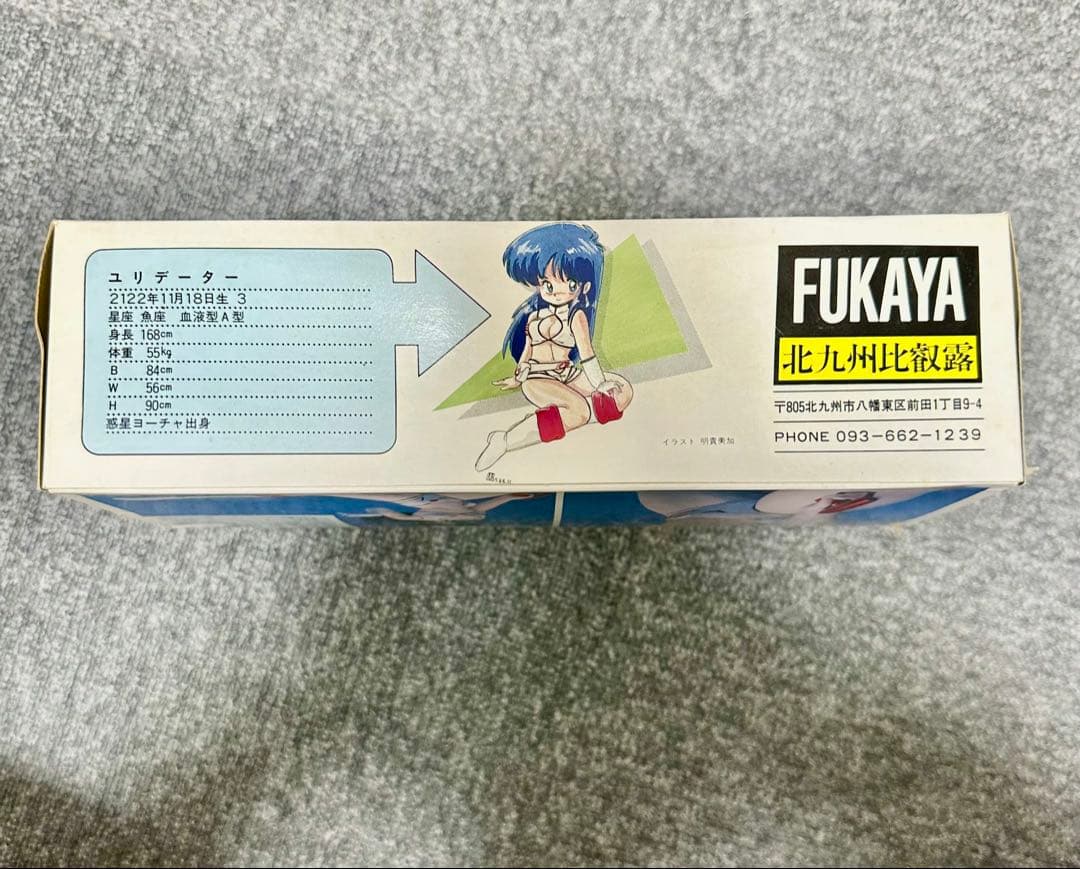 ユリデーター
2122年11月18日生 3
星座 魚座 血液型A型
身長 168cm
体重 55kg
B 84cm
W 56cm
H 90cm
惑星ヨーチャ出身
イラスト 明貴美加
FUKAYA
北九州比叡露
〒805北九州市八幡東区前田1丁目9-4
PHONE 093-662-1239